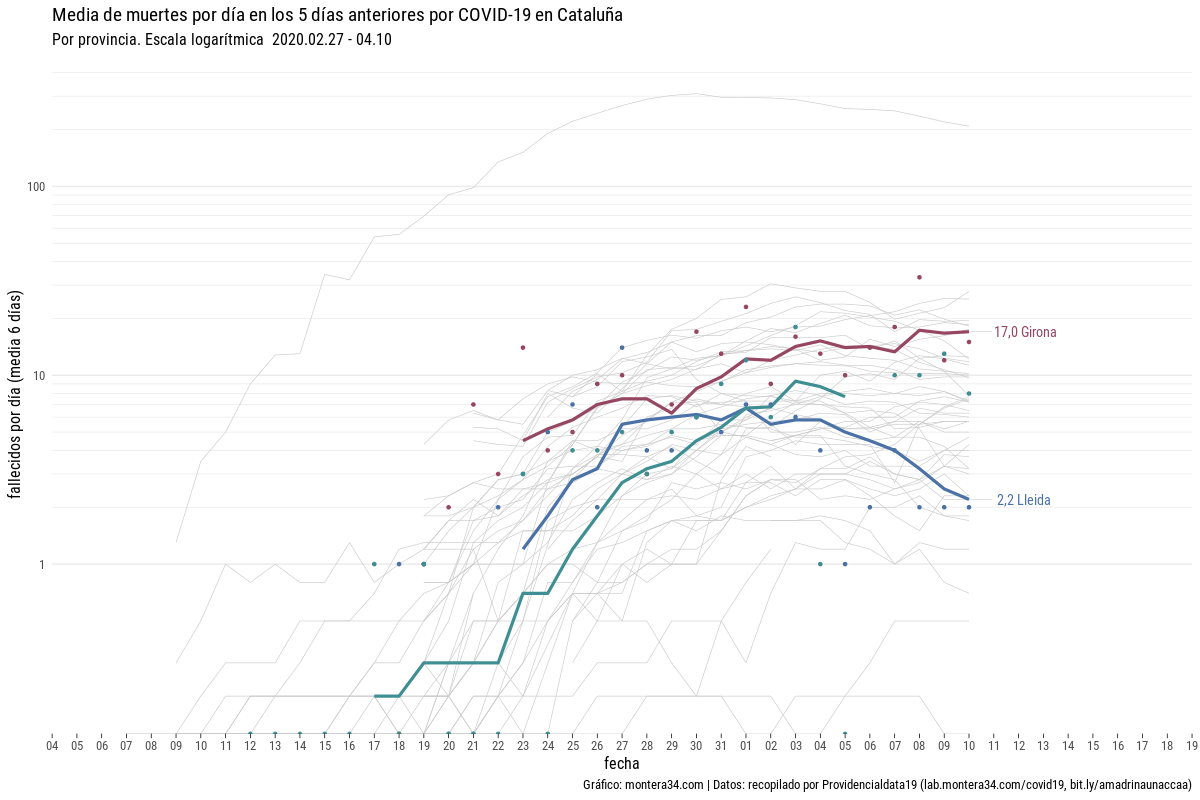 Media de muertes por día en los 5 días anteriores por COVID-19 en Cataluña
Por provincia. Escala logarítmica 2020.02.27 - 04.10
fallecidos por día (media 6 días)
100
10
1
17,0 Girona
2,2 Lleida
04 05 06 07 08 09 10 11 12 13 14 15 16 17 18 19 20 21 22 23 24 25 26 27 28 29 30 31 01 02 03 04 05 06 07 08 09 10 11 12 13 14 15 16 17 18 19
fecha
Gráfico: montera34.com | Datos: recopilado por Providencialdata19 (lab.montera34.com/covid19, bit.ly/amadrinaunaccaa)